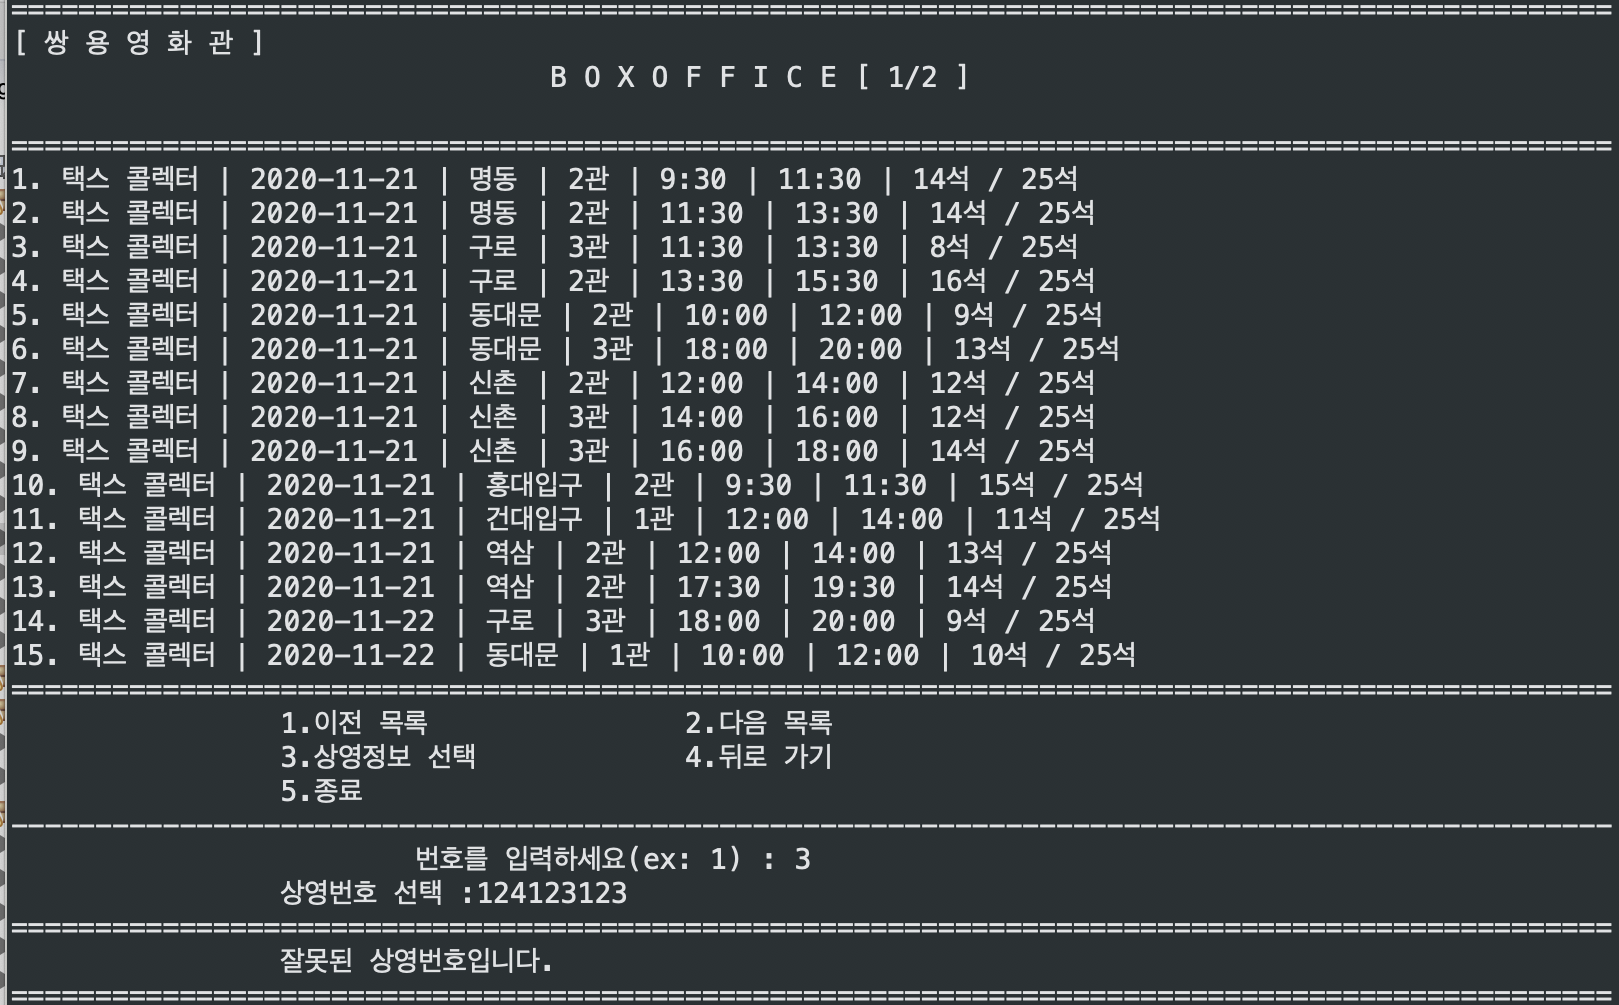 ====================================================================================================
[ 쌍 용 영 화 관 ]
B O X O F F I C E [ 1/2 ]
====================================================================================================
1. 택스 콜렉터 | 2020-11-21 | 명동 | 2관 | 9:30 | 11:30 | 14석 / 25석
2. 택스 콜렉터 | 2020-11-21 | 명동 | 2관 | 11:30 | 13:30 | 14석 / 25석
3. 택스 콜렉터 | 2020-11-21 | 구로 | 3관 | 11:30 | 13:30 | 8석 / 25석
4. 택스 콜렉터 | 2020-11-21 | 구로 | 2관 | 13:30 | 15:30 | 16석 / 25석
5. 택스 콜렉터 | 2020-11-21 | 동대문 | 2관 | 10:00 | 12:00 | 9석 / 25석
6. 택스 콜렉터 | 2020-11-21 | 동대문 | 3관 | 18:00 | 20:00 | 13석 / 25석
7. 택스 콜렉터 | 2020-11-21 | 신촌 | 2관 | 12:00 | 14:00 | 12석 / 25석
8. 택스 콜렉터 | 2020-11-21 | 신촌 | 3관 | 14:00 | 16:00 | 12석 / 25석
9. 택스 콜렉터 | 2020-11-21 | 신촌 | 3관 | 16:00 | 18:00 | 14석 / 25석
10. 택스 콜렉터 | 2020-11-21 | 홍대입구 | 2관 | 9:30 | 11:30 | 15석 / 25석
11. 택스 콜렉터 | 2020-11-21 | 건대입구 | 1관 | 12:00 | 14:00 | 11석 / 25석
12. 택스 콜렉터 | 2020-11-21 | 역삼 | 2관 | 12:00 | 14:00 | 13석 / 25석
13. 택스 콜렉터 | 2020-11-21 | 역삼 | 2관 | 17:30 | 19:30 | 14석 / 25석
14. 택스 콜렉터 | 2020-11-22 | 구로 | 3관 | 18:00 | 20:00 | 9석 / 25석
15. 택스 콜렉터 | 2020-11-22 | 동대문 | 1관 | 10:00 | 12:00 | 10석 / 25석
====================================================================================================
1.이전 목록 2.다음 목록
3.상영정보 선택 4.뒤로 가기
5.종료
----------------------------------------------------------------------------------------------------
번호를 입력하세요(ex: 1) : 3
상영번호 선택 :124123123
====================================================================================================
잘못된 상영번호입니다.
====================================================================================================